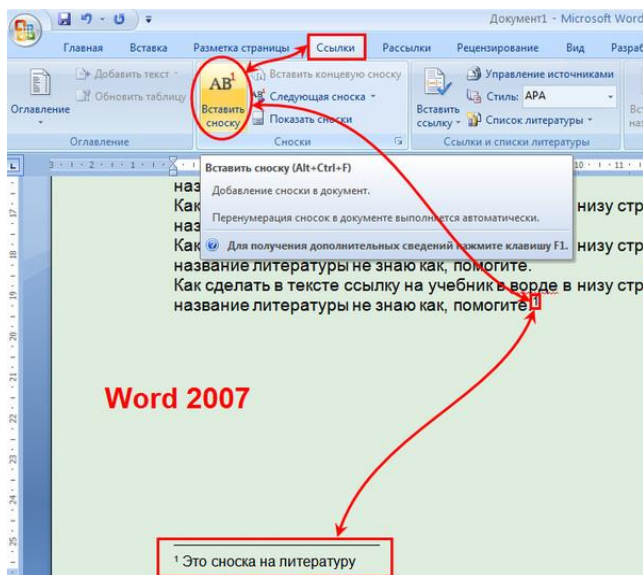 Документ1 - Microsoft Word
Главная Вставка Разметка страницы Ссылки Рассылки Рецензирование Вид Разраб
Оглавление
Добавить текст
Обновить таблицу
Оглавление
AB1
Вставить сноску
Вставить концевую сноску
AB1 Следующая сноска
Показать сноски
Сноски
Вставить ссылку
Управление источниками
Стиль: APA
Список литературы
Ссылки и списки литературы
Вставить сноску (Alt+Ctrl+F)
Добавление сноски в документ.
Перенумерация сносок в документе выполняется автоматически.
Для получения дополнительных сведений нажмите клавишу F1.
наз
Как низу стр
наз
Как низу стр
название литературы не знаю как, помогите.
Как сделать в тексте ссылку на учебник в ворде в низу стр
название литературы не знаю как, помогите.1
Word 2007
1 Это сноска на литературу